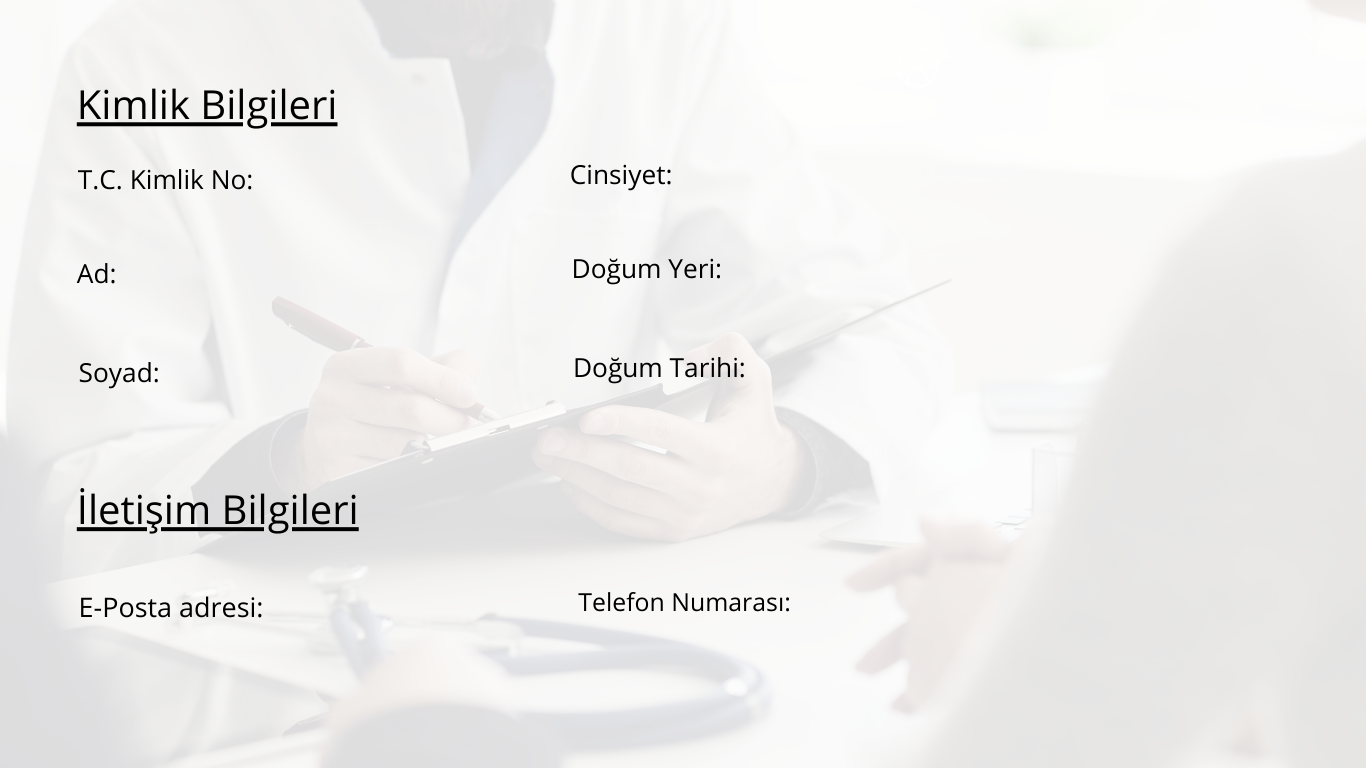 Kimlik Bilgileri
T.C. Kimlik No:
Cinsiyet:
Ad:
Doğum Yeri:
Soyad:
Doğum Tarihi:
İletişim Bilgileri
E-Posta adresi:
Telefon Numarası: